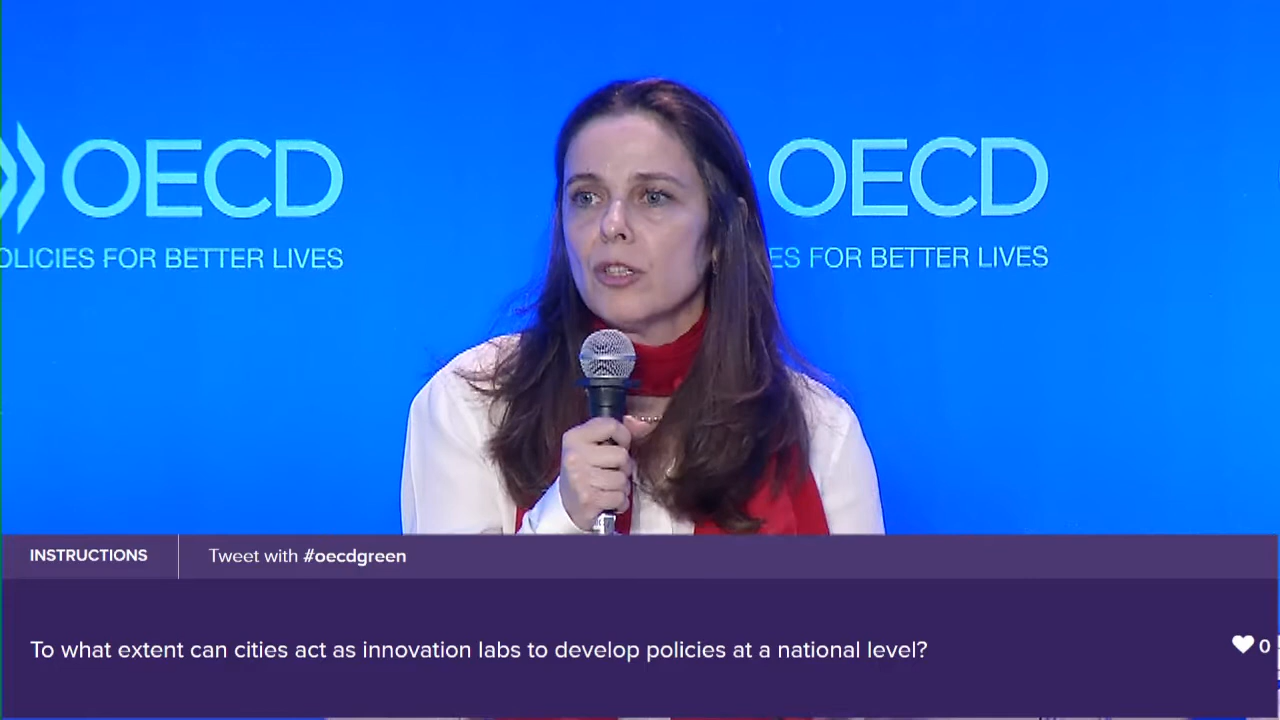 OECD
OECD
OLICIES FOR BETTER LIVES
ES FOR BETTER LIVES
INSTRUCTIONS
Tweet with #oecdgreen
To what extent can cities act as innovation labs to develop policies at a national level?
0